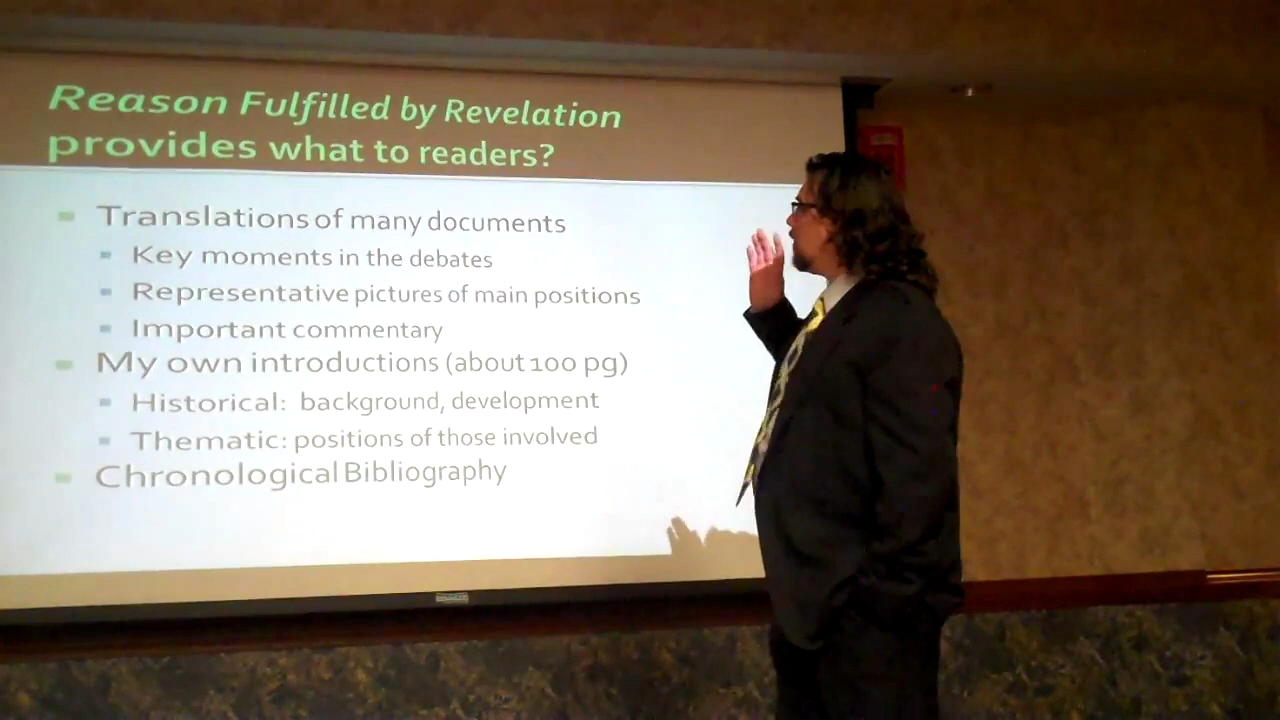 Reason Fulfilled by Revelation
provides what to readers?
Translations of many documents
Key moments in the debates
Representative pictures of main positions
Important commentary
My own introductions (about 100 pg)
Historical: background, development
Thematic: positions of those involved
Chronological Bibliography